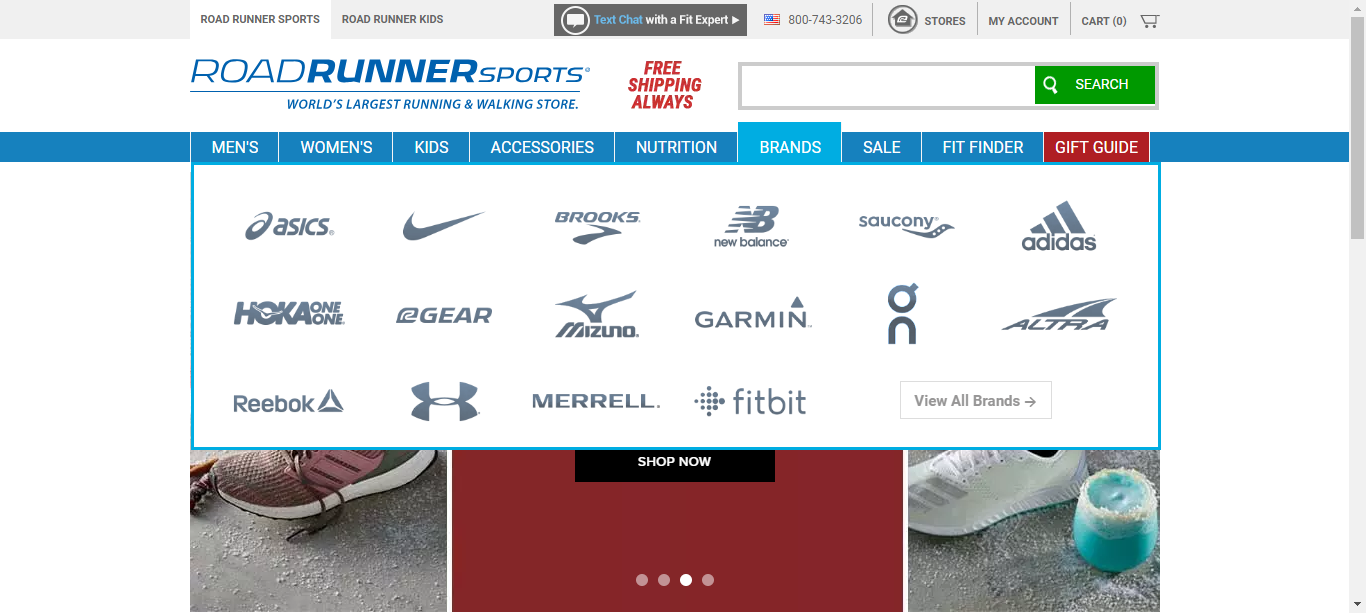 ROAD RUNNER SPORTS
ROAD RUNNER KIDS
Text Chat with a Fit Expert
800-743-3206
STORES
MY ACCOUNT
CART (0)
ROADRUNNERSPORTS®
WORLD'S LARGEST RUNNING & WALKING STORE.
FREE
SHIPPING
ALWAYS
SEARCH
MEN'S
WOMEN'S
KIDS
ACCESSORIES
NUTRITION
BRANDS
SALE
FIT FINDER
GIFT GUIDE
asics
BROOKS
NB
new balance
saucony
adidas
HOKA ONE ONE
GEAR
MIZUNO
GARMIN
on
ALTRA
Reebok
MERRELL
fitbit
View All Brands →
SHOP NOW